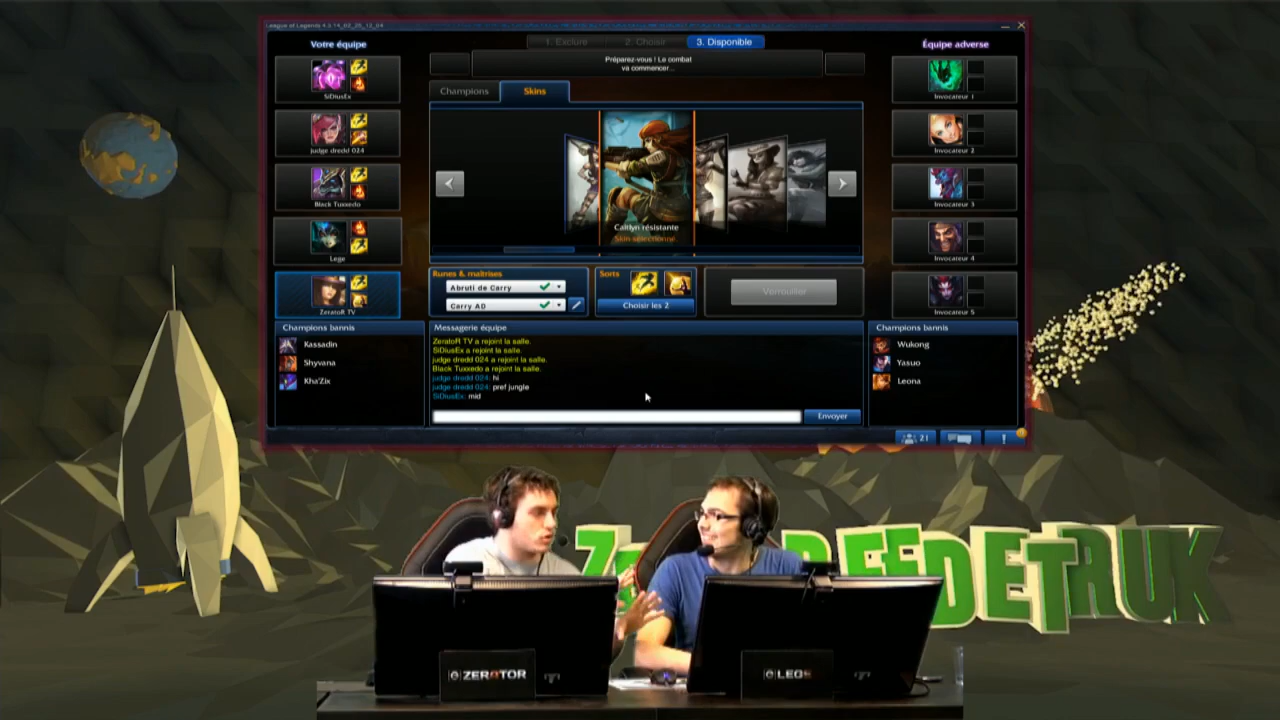 League of Legends 4.3.14_02_25_12_04
Votre équipe
1. Exclure
2. Choisir
3. Disponible
Équipe adverse
Préparez-vous ! Le combat
va commencer...
Champions
Skins
SiDiusEx
judge dredd 024
Black Tuxxedo
Lege
ZeratoR TV
Invocateur 1
Invocateur 2
Invocateur 3
Invocateur 4
Invocateur 5
Caitlyn résistante
Skin sélectionné.
Runes & maîtrises
Abruti de Carry
Carry AD
Sorts
Choisir les 2
Verrouiller
Champions bannis
Kassadin
Shyvana
Kha'Zix
Messagerie équipe
ZeratoR TV a rejoint la salle.
SiDiusEx a rejoint la salle.
judge dredd 024 a rejoint la salle.
Black Tuxxedo a rejoint la salle.
judge dredd 024: hi
judge dredd 024: pref jungle
SiDiusEx: mid
Envoyer
Champions bannis
Wukong
Yasuo
Leona
21
ZERATOR
LEGE